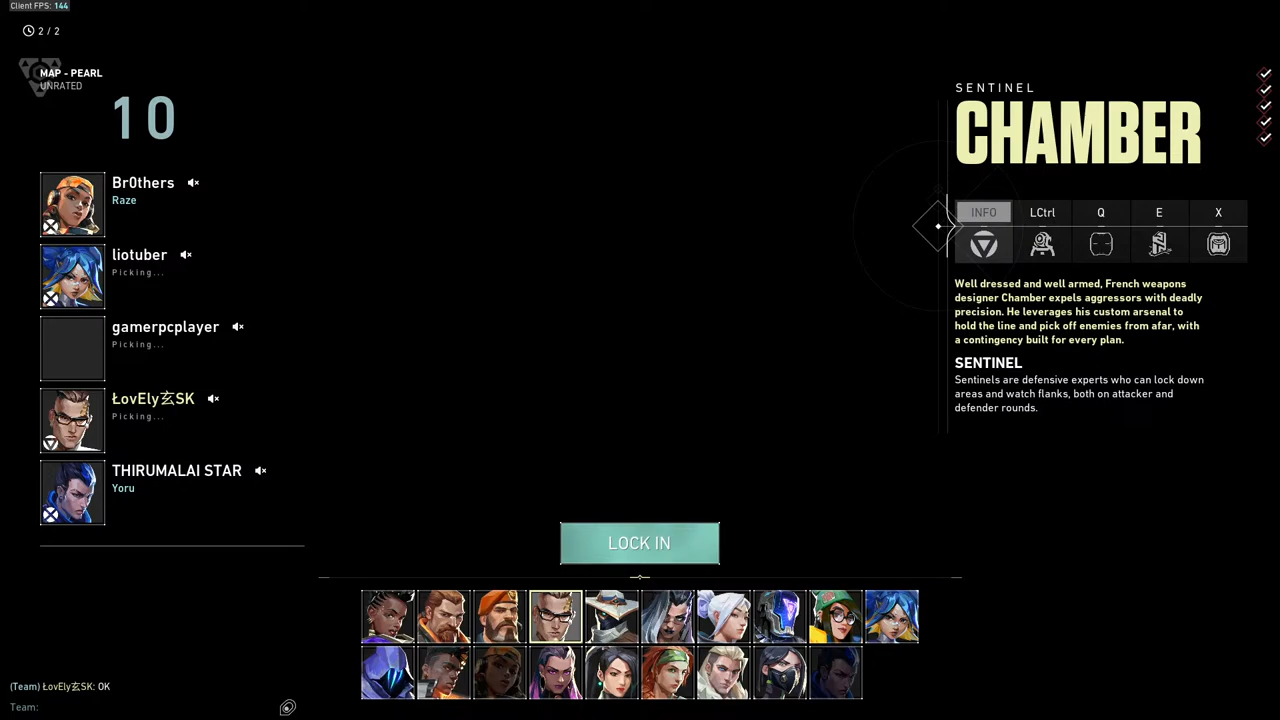 Client FPS: 144
2 / 2
MAP - PEARL
UNRATED
10
Br0thers
Raze
liotuber
Picking...
gamerpcplayer
Picking...
ŁovEly玄SK
Picking...
THIRUMALAI STAR
Yoru
SENTINEL
CHAMBER
INFO LCtrl Q E X
Well dressed and well armed, French weapons
designer Chamber expels aggressors with deadly
precision. He leverages his custom arsenal to
hold the line and pick off enemies from afar, with
a contingency built for every plan.
SENTINEL
Sentinels are defensive experts who can lock down
areas and watch flanks, both on attacker and
defender rounds.
LOCK IN
(Team) ŁovEly玄SK: OK
Team: